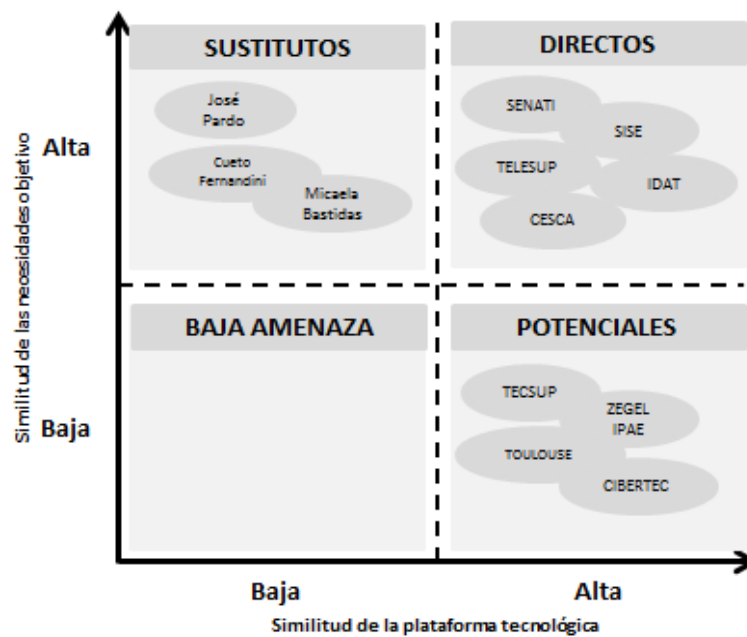 SUSTITUTOS
José
Pardo
Cueto
Fernandini
Micaela
Bastidas
DIRECTOS
SENATI
SISE
TELESUP
IDAT
CESCA
BAJA AMENAZA
POTENCIALES
TECSUP
ZEGEL
IPAE
TOULOUSE
CIBERTEC
Similitud de las necesidades objetivo
Alta
Baja
Baja
Alta
Similitud de la plataforma tecnológica